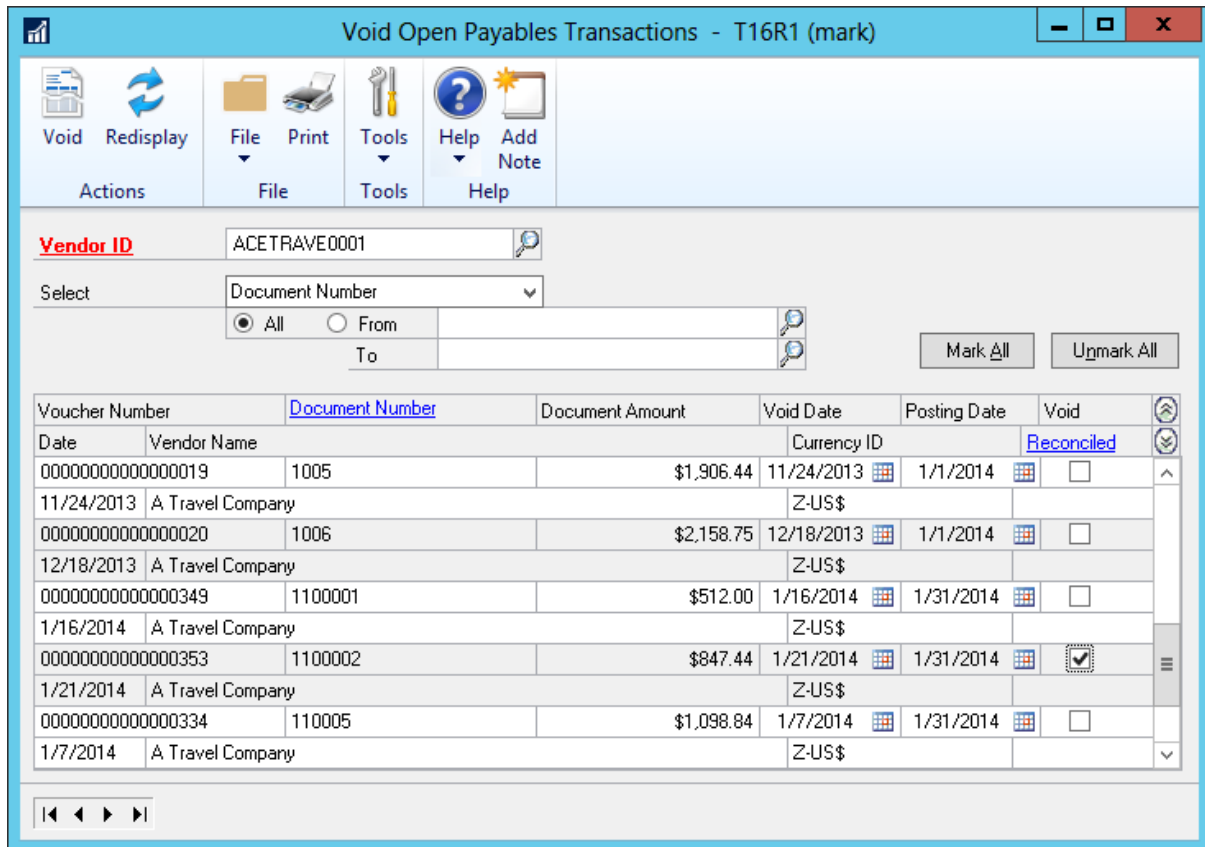 Void Open Payables Transactions - T16R1 (mark)
Void Redisplay File Print Tools Help Add Note
Actions File Tools Help
Vendor ID ACETRAVE0001
Select Document Number
All From
To Mark All Unmark All
Voucher Number Document Number Document Amount Void Date Posting Date Void
Date Vendor Name Currency ID Reconciled
00000000000000019 1005 $1,906.44 11/24/2013 1/1/2014
11/24/2013 A Travel Company Z-US$
00000000000000020 1006 $2,158.75 12/18/2013 1/1/2014
12/18/2013 A Travel Company Z-US$
00000000000000349 1100001 $512.00 1/16/2014 1/31/2014
1/16/2014 A Travel Company Z-US$
00000000000000353 1100002 $847.44 1/21/2014 1/31/2014
1/21/2014 A Travel Company Z-US$
00000000000000334 110005 $1,098.84 1/7/2014 1/31/2014
1/7/2014 A Travel Company Z-US$